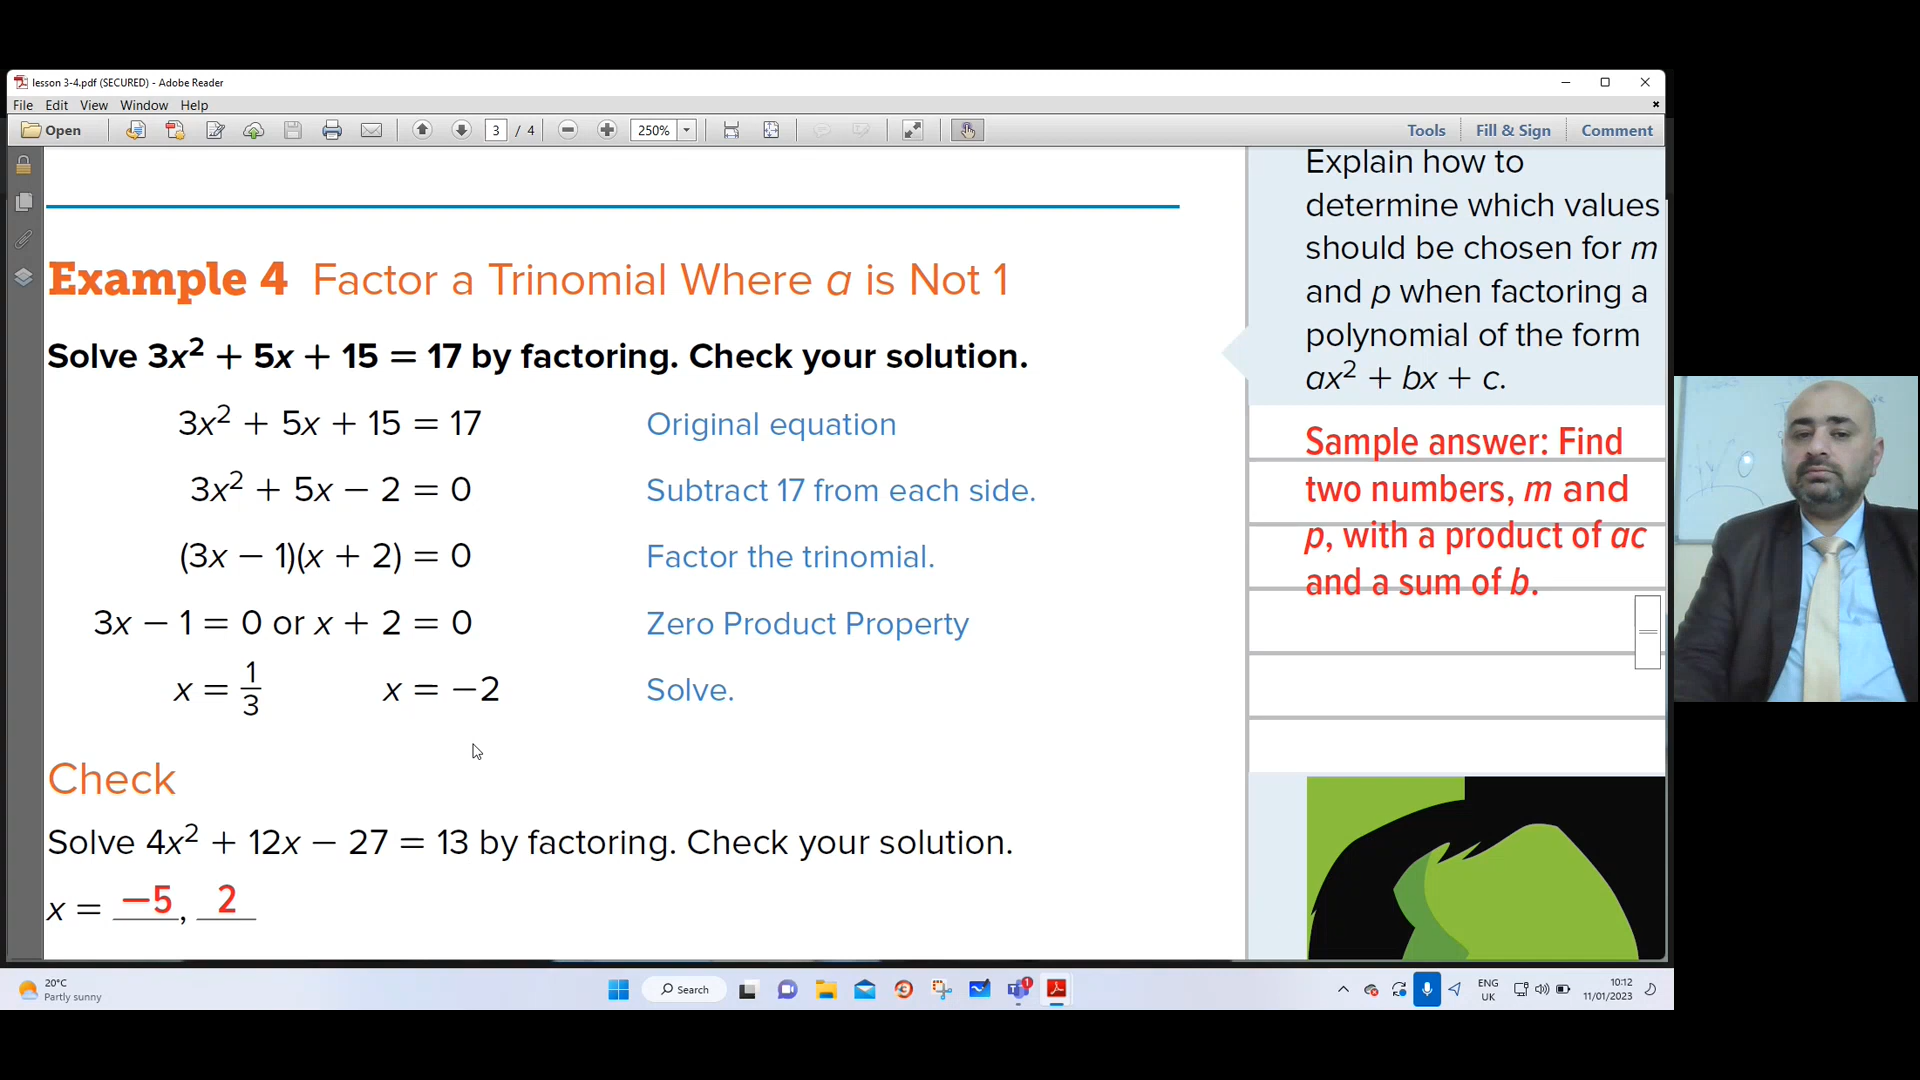 lesson 3-4.pdf (SECURED) - Adobe Reader
File Edit View Window Help
Open 3 / 4 250% Tools Fill & Sign Comment
Example 4 Factor a Trinomial Where a is Not 1
Solve 3x² + 5x + 15 = 17 by factoring. Check your solution.
3x² + 5x + 15 = 17 Original equation
3x² + 5x − 2 = 0 Subtract 17 from each side.
(3x − 1)(x + 2) = 0 Factor the trinomial.
3x − 1 = 0 or x + 2 = 0 Zero Product Property
x = 1/3 x = −2 Solve.
Check
Solve 4x² + 12x − 27 = 13 by factoring. Check your solution.
x = −5, 2
Explain how to
determine which values
should be chosen for m
and p when factoring a
polynomial of the form
ax² + bx + c.
Sample answer: Find
two numbers, m and
p, with a product of ac
and a sum of b.
20°C
Partly sunny
Search
1
ENG
UK
10:12
11/01/2023